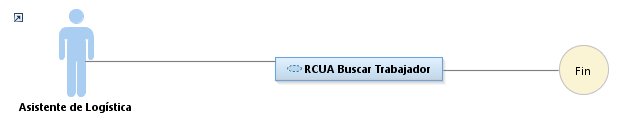 RCUA Buscar Trabajador
Fin
Asistente de Logística